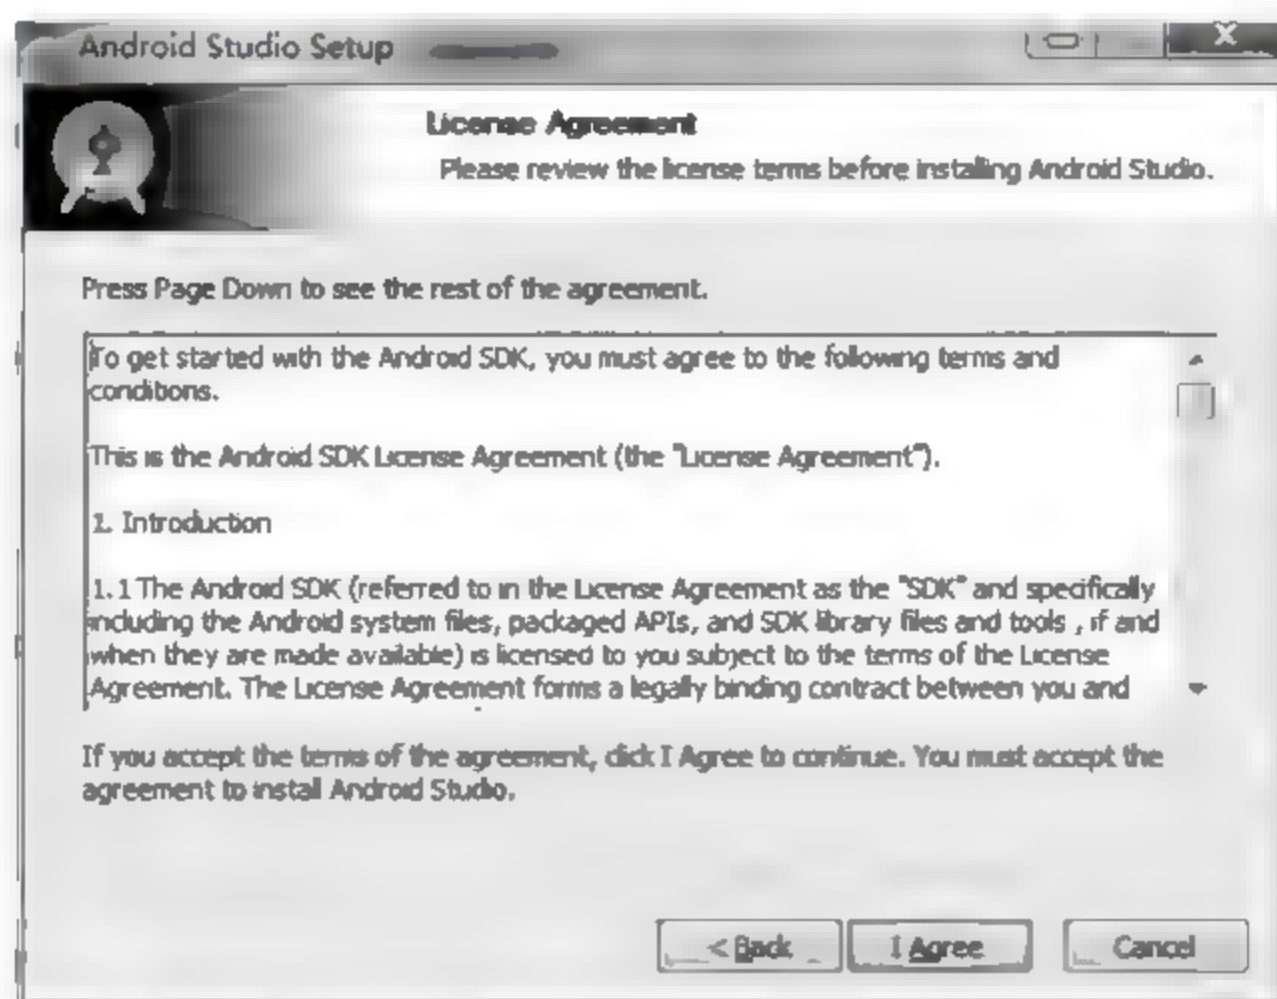 Android Studio Setup
License Agreement
Please review the license terms before installing Android Studio.
Press Page Down to see the rest of the agreement.
To get started with the Android SDK, you must agree to the following terms and
conditions.
This is the Android SDK License Agreement (the "License Agreement").
1. Introduction
1.1 The Android SDK (referred to in the License Agreement as the "SDK" and specifically
including the Android system files, packaged APIs, and SDK library files and tools , if and
when they are made available) is licensed to you subject to the terms of the License
Agreement. The License Agreement forms a legally binding contract between you and
If you accept the terms of the agreement, click I Agree to continue. You must accept the
agreement to install Android Studio.
< Back I Agree Cancel